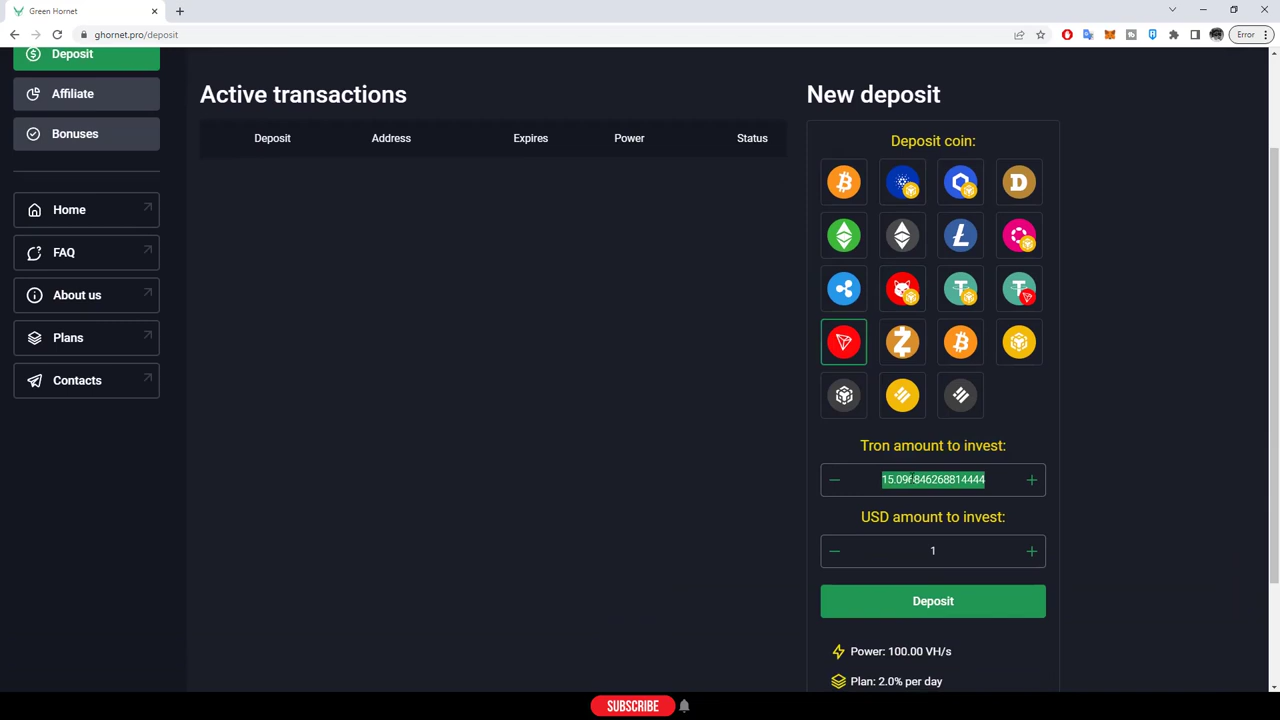 Green Hornet
ghornet.pro/deposit
Error
Deposit
Affiliate
Bonuses
Home
FAQ
About us
Plans
Contacts
Active transactions
Deposit Address Expires Power Status
New deposit
Deposit coin:
Tron amount to invest:
15.096846268814444
USD amount to invest:
1
Deposit
Power: 100.00 VH/s
Plan: 2.0% per day
SUBSCRIBE